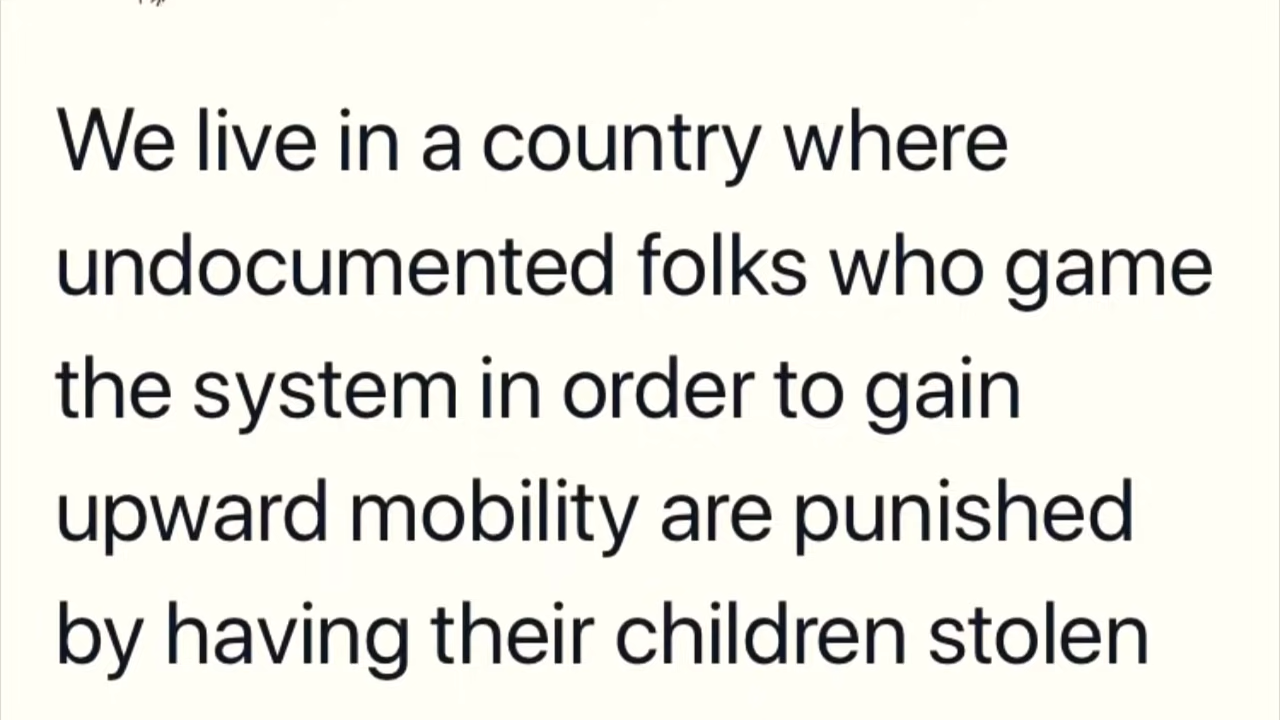 We live in a country where
undocumented folks who game
the system in order to gain
upward mobility are punished
by having their children stolen